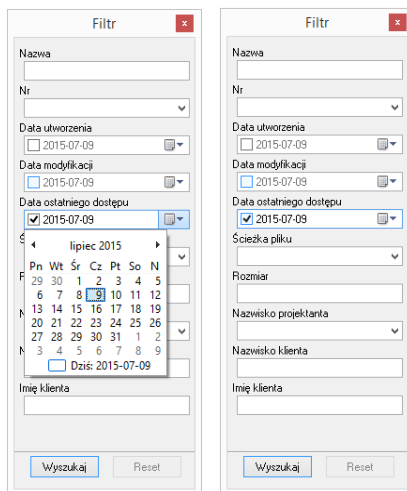 Filtr
x
Nazwa
Nr
Data utworzenia
2015-07-09
Data modyfikacji
2015-07-09
Data ostatniego dostępu
2015-07-09
Ś
lipiec 2015
Pn Wt Śr Cz Pt So N
29 30 1 2 3 4 5
6 7 8 9 10 11 12
13 14 15 16 17 18 19
20 21 22 23 24 25 26
27 28 29 30 31 1 2
3 4 5 6 7 8 9
Dziś: 2015-07-09
Imię klienta
Wyszukaj Reset
Filtr
x
Nazwa
Nr
Data utworzenia
2015-07-09
Data modyfikacji
2015-07-09
Data ostatniego dostępu
2015-07-09
Ścieżka pliku
Rozmiar
Nazwisko projektanta
Nazwisko klienta
Imię klienta
Wyszukaj Reset